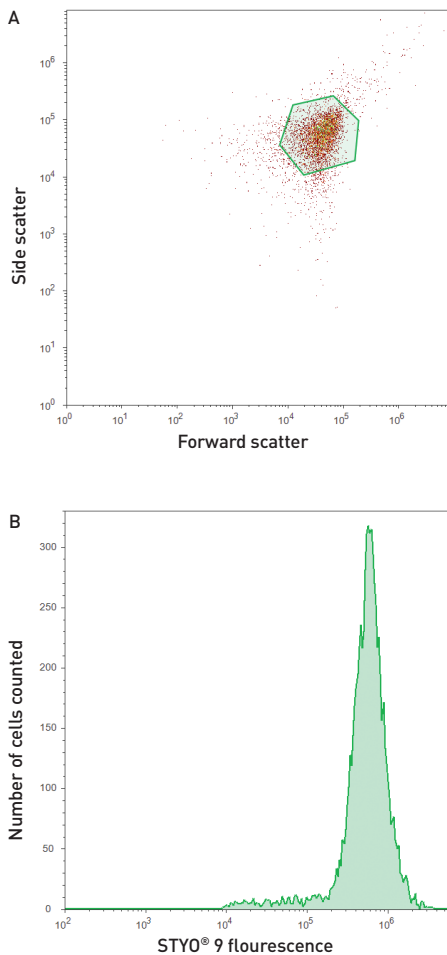 A
Side scatter
10⁶
10⁵
10⁴
10³
10²
10¹
10⁰
10⁰ 10¹ 10² 10³ 10⁴ 10⁵ 10⁶
Forward scatter
B
Number of cells counted
300
250
200
150
100
50
0
10² 10³ 10⁴ 10⁵ 10⁶
STYO® 9 flourescence